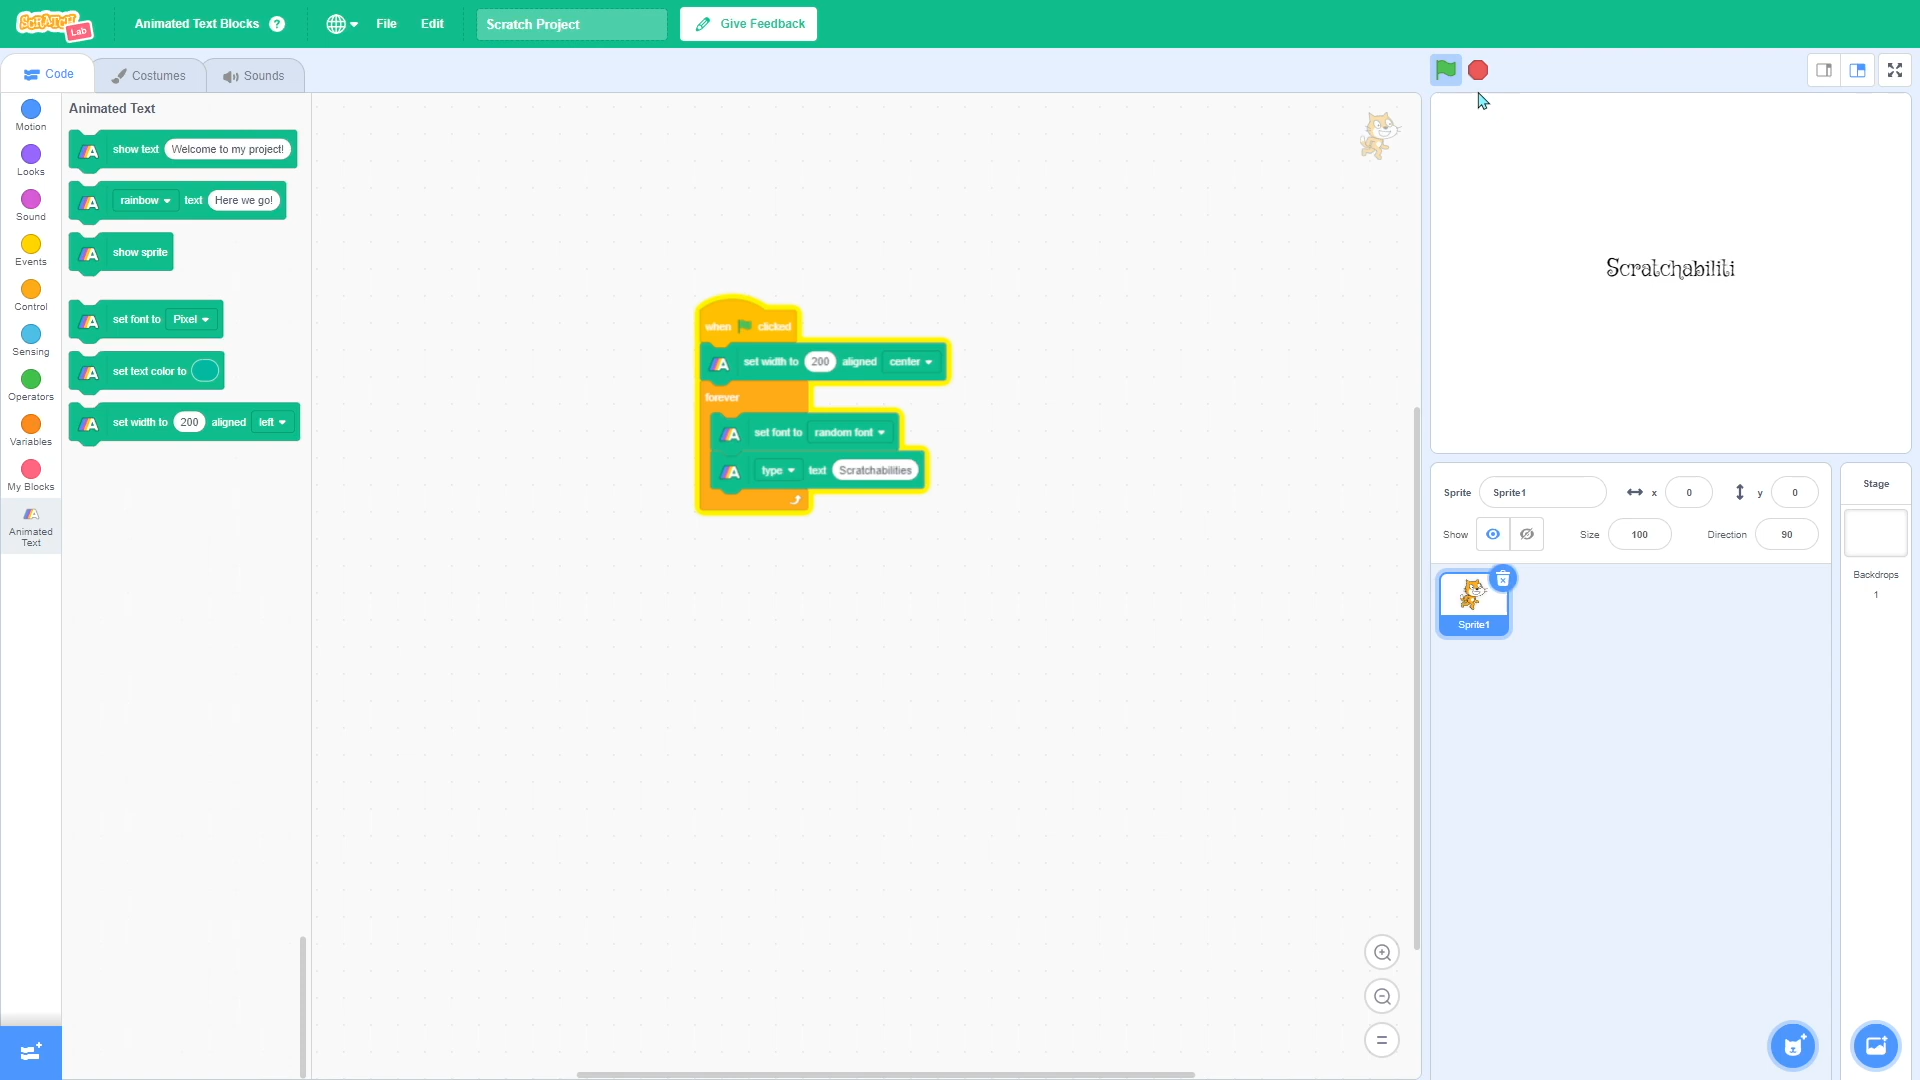 SCRATCH Lab
Animated Text Blocks ?
File
Edit
Scratch Project
Give Feedback
Code
Costumes
Sounds
Motion
Looks
Sound
Events
Control
Sensing
Operators
Variables
My Blocks
Animated
Text
Animated Text
show text Welcome to my project!
rainbow text Here we go!
show sprite
set font to Pixel
set text color to
set width to 200 aligned left
when clicked
set width to 200 aligned center
forever
set font to random font
type text Scratchabilities
Scratchabiliti
Sprite Sprite1 x 0 y 0
Show Size 100 Direction 90
Sprite1
Stage
Backdrops
1